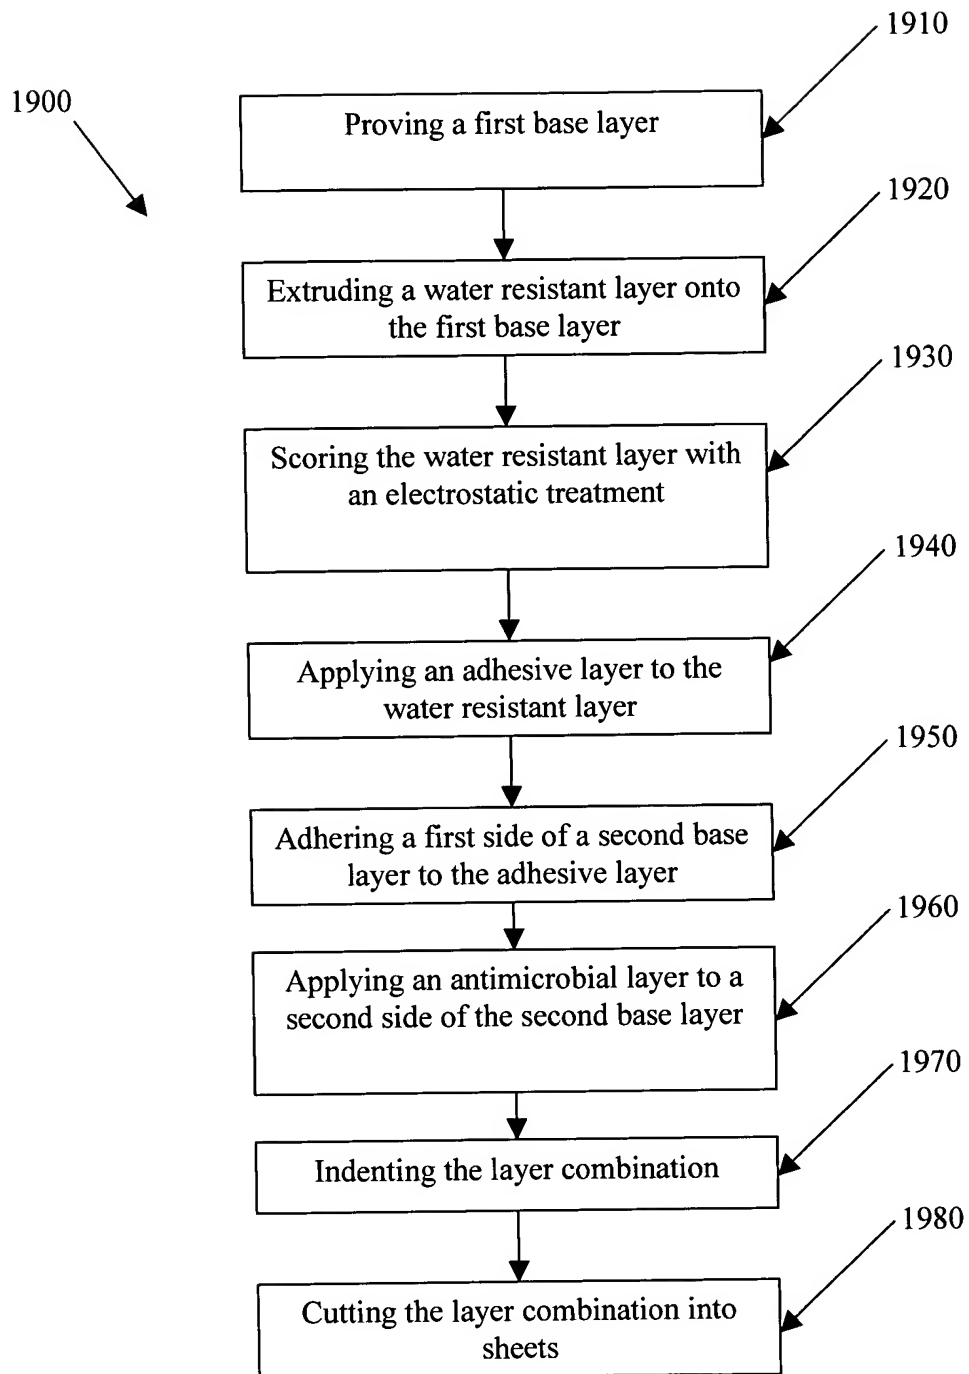 1910
1900
Proving a first base layer
1920
Extruding a water resistant layer onto
the first base layer
1930
Scoring the water resistant layer with
an electrostatic treatment
1940
Applying an adhesive layer to the
water resistant layer
1950
Adhering a first side of a second base
layer to the adhesive layer
1960
Applying an antimicrobial layer to a
second side of the second base layer
1970
Indenting the layer combination
1980
Cutting the layer combination into
sheets